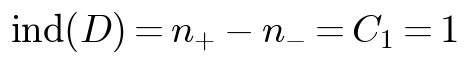 ind(D) = n₊ − n₋ = C₁ = 1